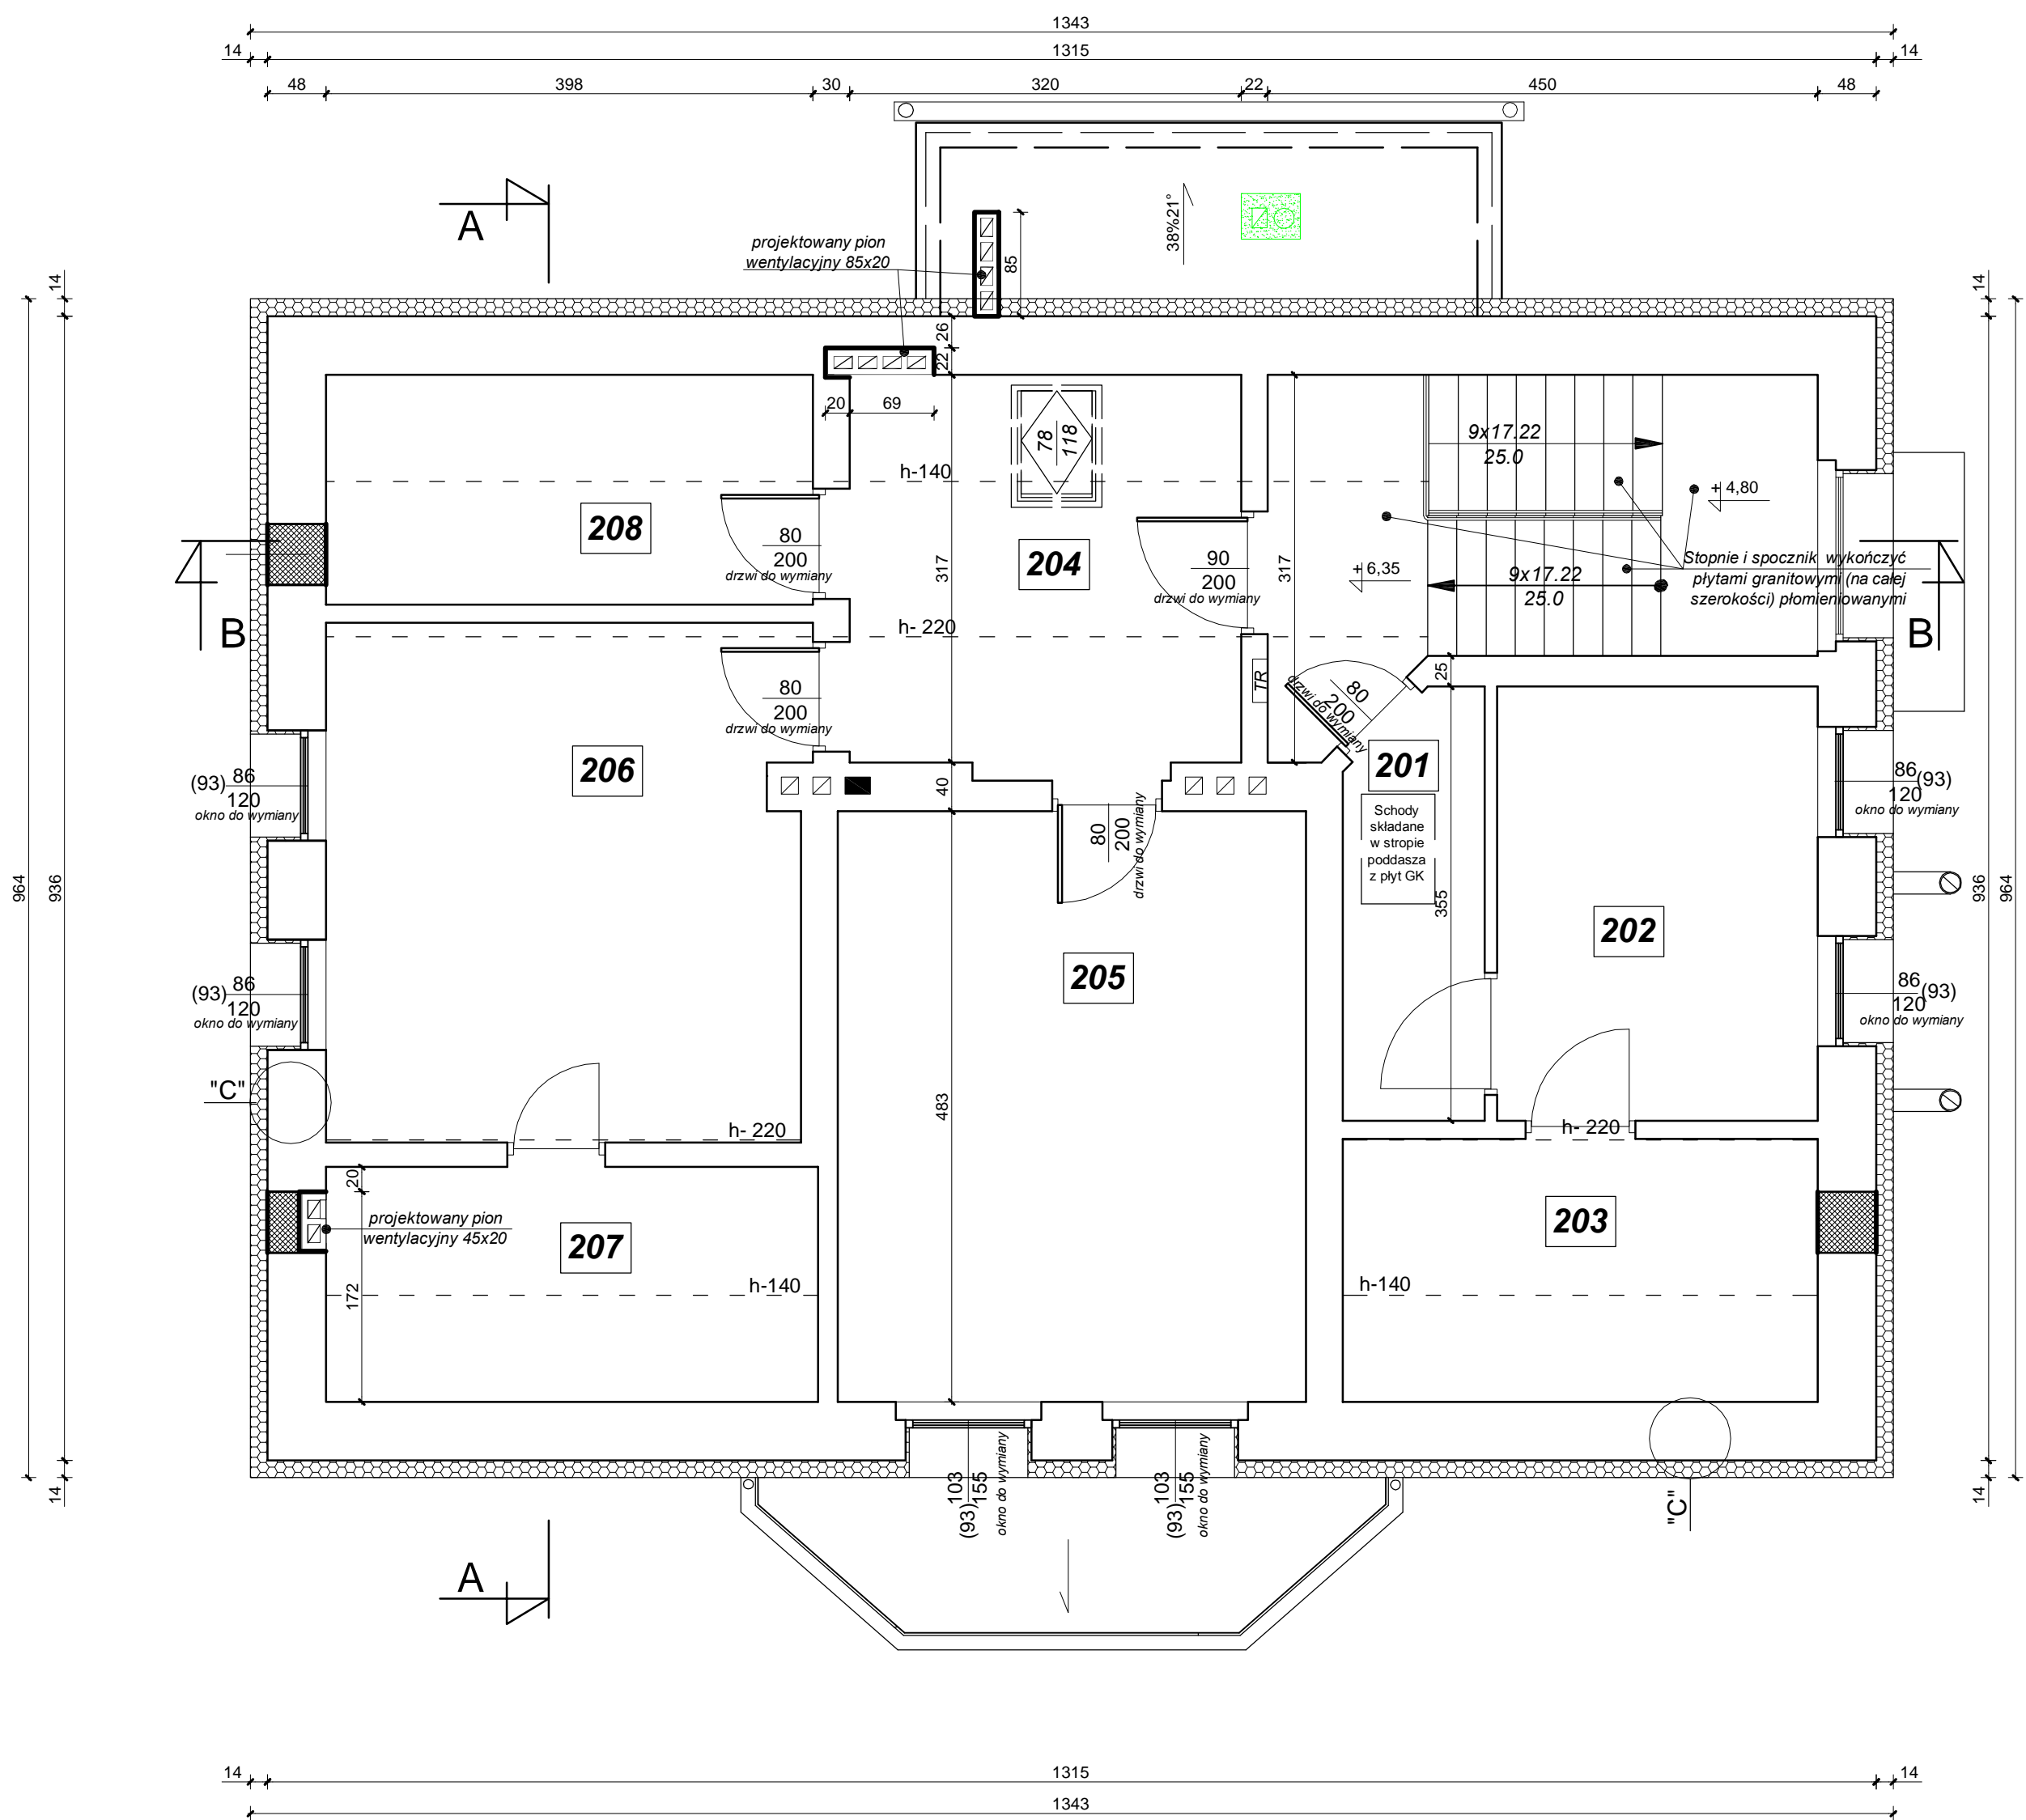 1343
14 1315 14
48 398 30 320 22 450 48
A
projektowany pion
wentylacyjny 85x20
85
38%21°
14
14
26
22
20 69
78
118
9x17.22
25.0
h-140
+ 4,80
208
80
200
drzwi do wymiany
204
317
90
200
drzwi do wymiany
317
+ 6,35
Stopnie i spocznik wykończyć
płytami granitowymi (na całej
szerokości) płomieniowanymi
9x17.22
25.0
B
B
h- 220
80
200
drzwi do wymiany
TR
80
200
drzwi do wymiany
25
206
201
(93) 86
120
okno do wymiany
40
80
200
drzwi do wymiany
Schody
składane
w stropie
poddasza
z płyt GK
86 (93)
120
okno do wymiany
964
936
355
936
964
202
205
(93) 86
120
okno do wymiany
86 (93)
120
okno do wymiany
"C"
483
h- 220
h- 220
20
projektowany pion
wentylacyjny 45x20
207
203
172
h-140
h-140
14
14
(93) 103
155
okno do wymiany
(93) 103
155
okno do wymiany
"C"
A
14 1315 14
1343